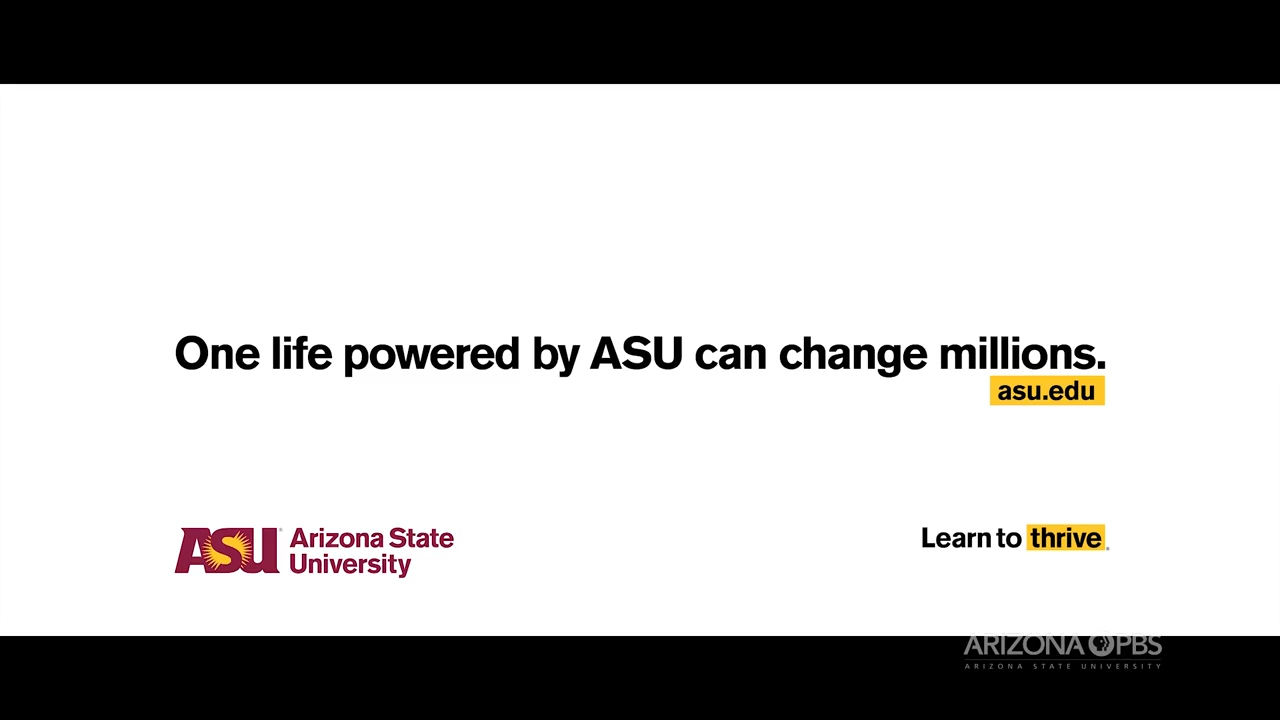 One life powered by ASU can change millions.
asu.edu
ASU® Arizona State
University
Learn to thrive®
ARIZONA PBS
ARIZONA STATE UNIVERSITY